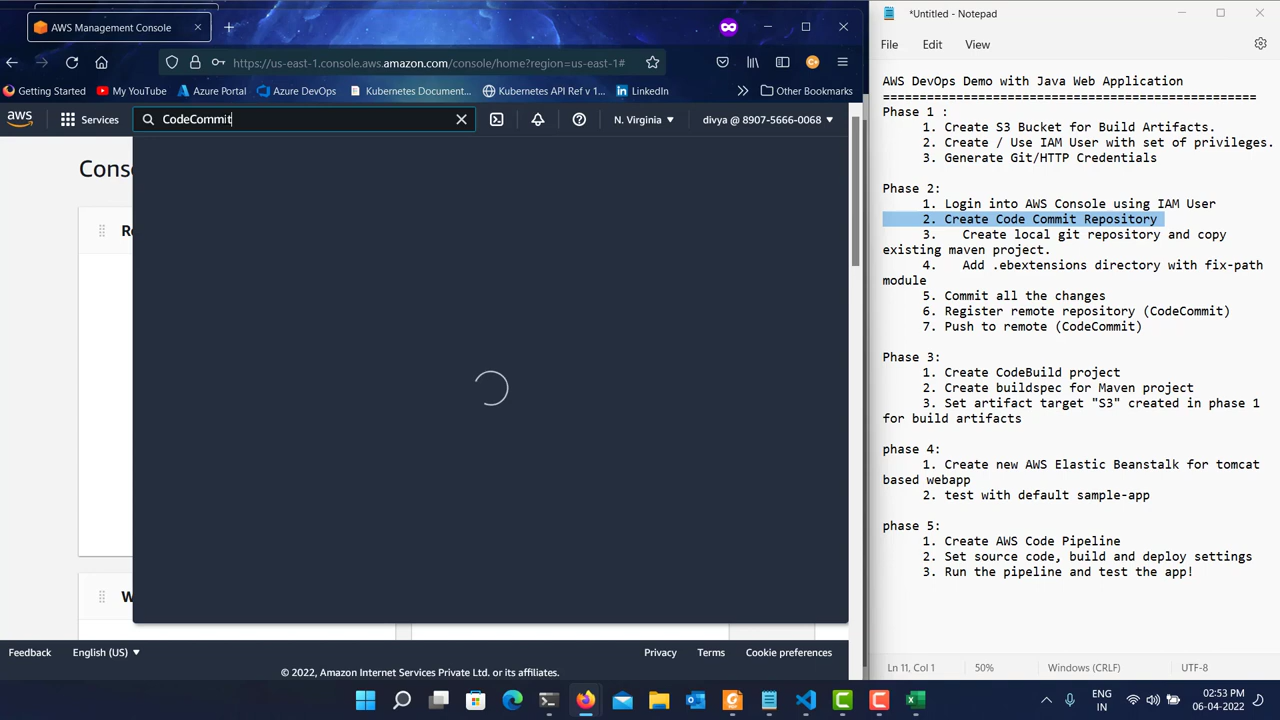 AWS Management Console
https://us-east-1.console.aws.amazon.com/console/home?region=us-east-1#
Getting Started
My YouTube
Azure Portal
Azure DevOps
Kubernetes Document...
Kubernetes API Ref v 1...
LinkedIn
Other Bookmarks
aws
Services
CodeCommit
N. Virginia
divya @ 8907-5666-0068
Conso
Re
W
Feedback
English (US)
Privacy
Terms
Cookie preferences
© 2022, Amazon Internet Services Private Ltd. or its affiliates.
*Untitled - Notepad
File
Edit
View
AWS DevOps Demo with Java Web Application
========================================================
Phase 1 :
1. Create S3 Bucket for Build Artifacts.
2. Create / Use IAM User with set of privileges.
3. Generate Git/HTTP Credentials
Phase 2:
1. Login into AWS Console using IAM User
2. Create Code Commit Repository
3. Create local git repository and copy
existing maven project.
4. Add .ebextensions directory with fix-path
module
5. Commit all the changes
6. Register remote repository (CodeCommit)
7. Push to remote (CodeCommit)
Phase 3:
1. Create CodeBuild project
2. Create buildspec for Maven project
3. Set artifact target "S3" created in phase 1
for build artifacts
phase 4:
1. Create new AWS Elastic Beanstalk for tomcat
based webapp
2. test with default sample-app
phase 5:
1. Create AWS Code Pipeline
2. Set source code, build and deploy settings
3. Run the pipeline and test the app!
Ln 11, Col 1
50%
Windows (CRLF)
UTF-8
ENG
IN
02:53 PM
06-04-2022